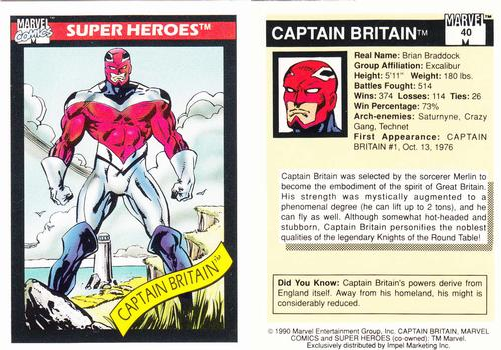 MARVEL
COMICS
SUPER HEROES™
CAPTAIN BRITAIN™
CAPTAIN BRITAIN™
MARVEL™
40
Real Name: Brian Braddock
Group Affiliation: Excalibur
Height: 5'11" Weight: 180 lbs.
Battles Fought: 514
Wins: 374 Losses: 114 Ties: 26
Win Percentage: 73%
Arch-enemies: Saturnyne, Crazy
Gang, Technet
First Appearance: CAPTAIN
BRITAIN #1, Oct. 13, 1976
Captain Britain was selected by the sorcerer Merlin to
become the embodiment of the spirit of Great Britain.
His strength was mystically augmented to a
phenomenal degree (he can lift up to 2 tons), and he
can fly as well. Although somewhat hot-headed and
stubborn, Captain Britain personifies the noblest
qualities of the legendary Knights of the Round Table!
Did You Know: Captain Britain's powers derive from
England itself. Away from his homeland, his might is
considerably reduced.
© 1990 Marvel Entertainment Group, Inc. CAPTAIN BRITAIN, MARVEL
COMICS and SUPER HEROES (co-owned): TM Marvel.
Exclusively distributed by Impel Marketing Inc.